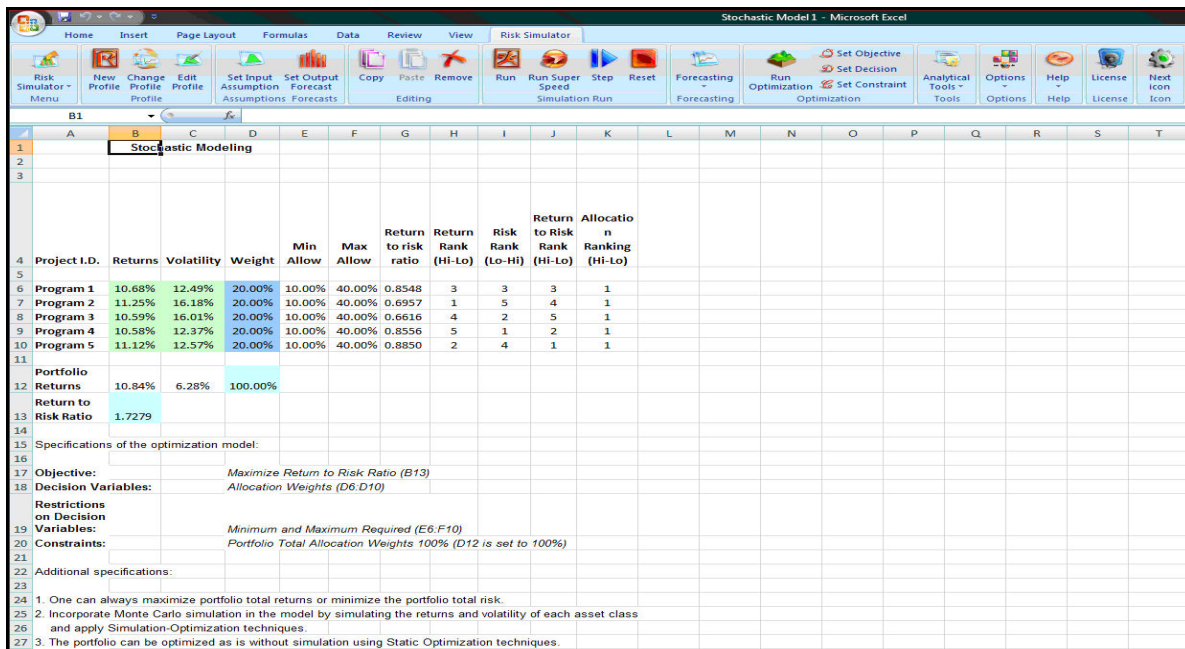 Stochastic Model 1 - Microsoft Excel
Home Insert Page Layout Formulas Data Review View Risk Simulator
Risk Simulator New Profile Change Profile Edit Profile Set Input Assumption Set Output Forecast Copy Paste Remove Run Run Super Speed Step Reset Forecasting Run Optimization Set Objective Set Decision Set Constraint Analytical Tools Options Help License Next icon
Menu Profile Assumptions Forecasts Editing Simulation Run Forecasting Optimization Tools Options Help License Icon
B1 fx
A B C D E F G H I J K L M N O P Q R S T
1 Stochastic Modeling
2
3
4 Project I.D. Returns Volatility Weight Min Allow Max Allow Return to risk ratio Return Rank (Hi-Lo) Risk Rank (Lo-Hi) Return to Risk Rank (Hi-Lo) Allocatio n Ranking (Hi-Lo)
5
6 Program 1 10.68% 12.49% 20.00% 10.00% 40.00% 0.8548 3 3 3 1
7 Program 2 11.25% 16.18% 20.00% 10.00% 40.00% 0.6957 1 5 4 1
8 Program 3 10.59% 16.01% 20.00% 10.00% 40.00% 0.6616 4 2 5 1
9 Program 4 10.58% 12.37% 20.00% 10.00% 40.00% 0.8556 5 1 2 1
10 Program 5 11.12% 12.57% 20.00% 10.00% 40.00% 0.8850 2 4 1 1
11
12 Portfolio Returns 10.84% 6.28% 100.00%
13 Return to Risk Ratio 1.7279
14
15 Specifications of the optimization model:
16
17 Objective: Maximize Return to Risk Ratio (B13)
18 Decision Variables: Allocation Weights (D6:D10)
19 Restrictions on Decision Variables: Minimum and Maximum Required (E6:F10)
20 Constraints: Portfolio Total Allocation Weights 100% (D12 is set to 100%)
21
22 Additional specifications:
23
24 1. One can always maximize portfolio total returns or minimize the portfolio total risk.
25 2. Incorporate Monte Carlo simulation in the model by simulating the returns and volatility of each asset class
26 and apply Simulation-Optimization techniques.
27 3. The portfolio can be optimized as is without simulation using Static Optimization techniques.